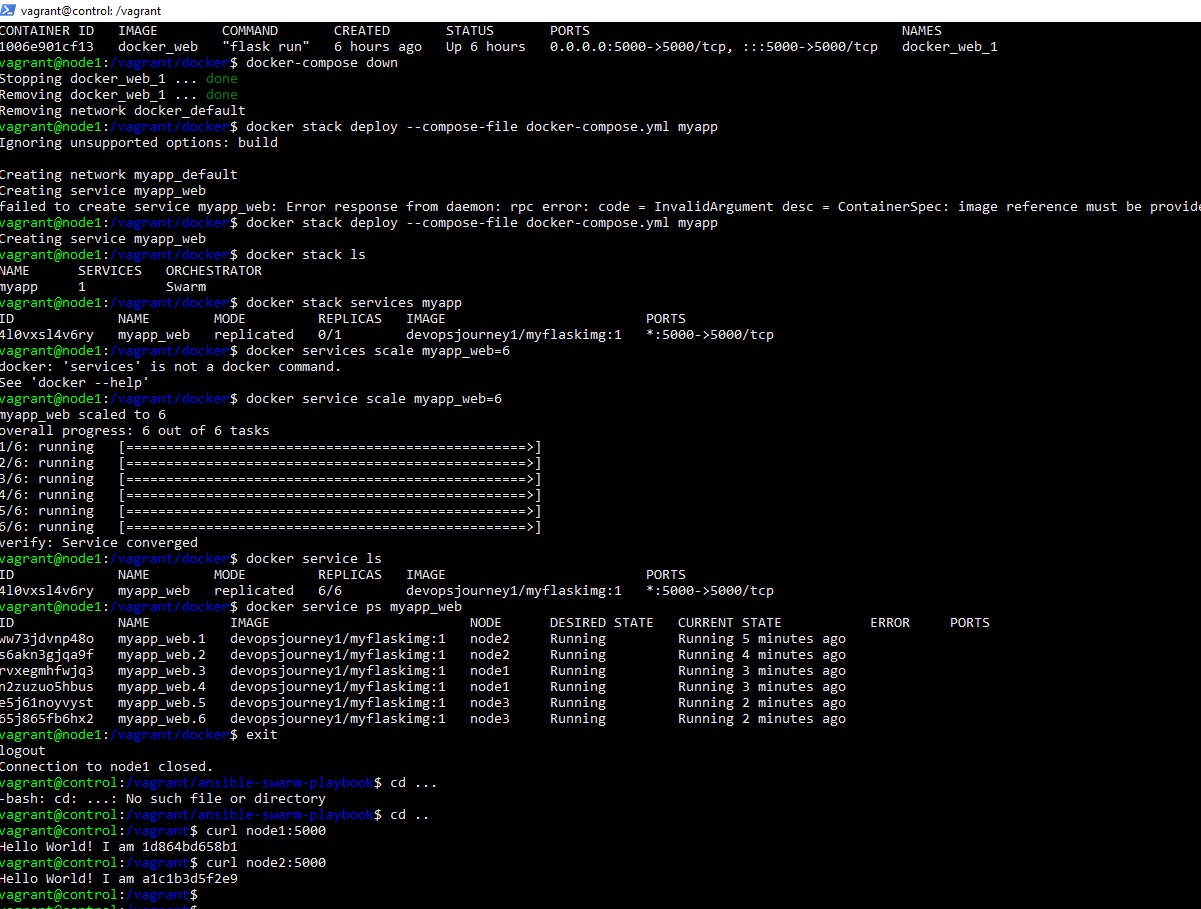 vagrant@control: /vagrant
CONTAINER ID   IMAGE        COMMAND       CREATED       STATUS       PORTS                                       NAMES
1006e901cf13   docker_web   "flask run"   6 hours ago   Up 6 hours   0.0.0.0:5000->5000/tcp, :::5000->5000/tcp   docker_web_1
vagrant@node1:/vagrant/docker$ docker-compose down
Stopping docker_web_1 ... done
Removing docker_web_1 ... done
Removing network docker_default
vagrant@node1:/vagrant/docker$ docker stack deploy --compose-file docker-compose.yml myapp
Ignoring unsupported options: build
Creating network myapp_default
Creating service myapp_web
failed to create service myapp_web: Error response from daemon: rpc error: code = InvalidArgument desc = ContainerSpec: image reference must be provide
vagrant@node1:/vagrant/docker$ docker stack deploy --compose-file docker-compose.yml myapp
Creating service myapp_web
vagrant@node1:/vagrant/docker$ docker stack ls
NAME      SERVICES   ORCHESTRATOR
myapp     1          Swarm
vagrant@node1:/vagrant/docker$ docker stack services myapp
ID             NAME        MODE         REPLICAS   IMAGE                        PORTS
4l0vxsl4v6ry   myapp_web   replicated   0/1        devopsjourney1/myflaskimg:1   *:5000->5000/tcp
vagrant@node1:/vagrant/docker$ docker services scale myapp_web=6
docker: 'services' is not a docker command.
See 'docker --help'
vagrant@node1:/vagrant/docker$ docker service scale myapp_web=6
myapp_web scaled to 6
overall progress: 6 out of 6 tasks
1/6: running   [==================================================>]
2/6: running   [==================================================>]
3/6: running   [==================================================>]
4/6: running   [==================================================>]
5/6: running   [==================================================>]
6/6: running   [==================================================>]
verify: Service converged
vagrant@node1:/vagrant/docker$ docker service ls
ID             NAME        MODE         REPLICAS   IMAGE                         PORTS
4l0vxsl4v6ry   myapp_web   replicated   6/6        devopsjourney1/myflaskimg:1   *:5000->5000/tcp
vagrant@node1:/vagrant/docker$ docker service ps myapp_web
ID             NAME          IMAGE                         NODE      DESIRED STATE   CURRENT STATE           ERROR     PORTS
ww73jdvnp48o   myapp_web.1   devopsjourney1/myflaskimg:1   node2     Running         Running 5 minutes ago
s6akn3gjqa9f   myapp_web.2   devopsjourney1/myflaskimg:1   node2     Running         Running 4 minutes ago
rvxegmhfwjq3   myapp_web.3   devopsjourney1/myflaskimg:1   node1     Running         Running 3 minutes ago
n2zuzuo5hbus   myapp_web.4   devopsjourney1/myflaskimg:1   node1     Running         Running 3 minutes ago
e5j61noyvyst   myapp_web.5   devopsjourney1/myflaskimg:1   node3     Running         Running 2 minutes ago
65j865fb6hx2   myapp_web.6   devopsjourney1/myflaskimg:1   node3     Running         Running 2 minutes ago
vagrant@node1:/vagrant/docker$ exit
logout
Connection to node1 closed.
vagrant@control:/vagrant/ansible-swarm-playbook$ cd ...
-bash: cd: ...: No such file or directory
vagrant@control:/vagrant/ansible-swarm-playbook$ cd ..
vagrant@control:/vagrant$ curl node1:5000
Hello World! I am 1d864bd658b1
vagrant@control:/vagrant$ curl node2:5000
Hello World! I am a1c1b3d5f2e9
vagrant@control:/vagrant$